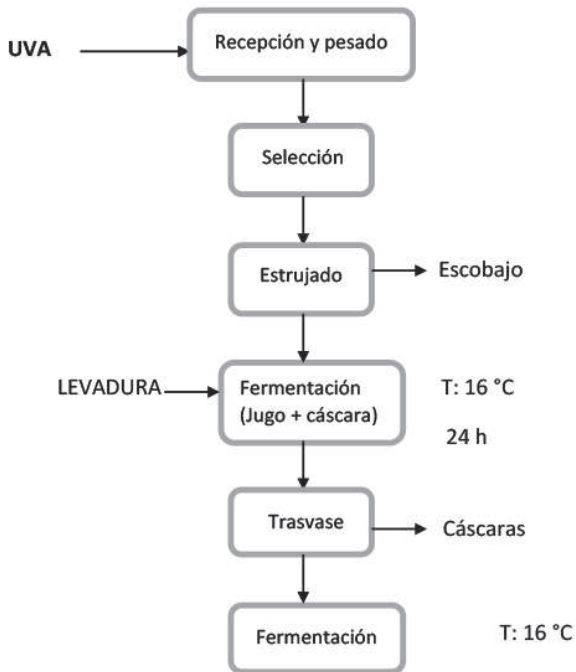 UVA
Recepción y pesado
Selección
Estrujado
Escobajo
LEVADURA
Fermentación
(Jugo + cáscara)
T: 16 °C
24 h
Trasvase
Cáscaras
Fermentación
T: 16 °C